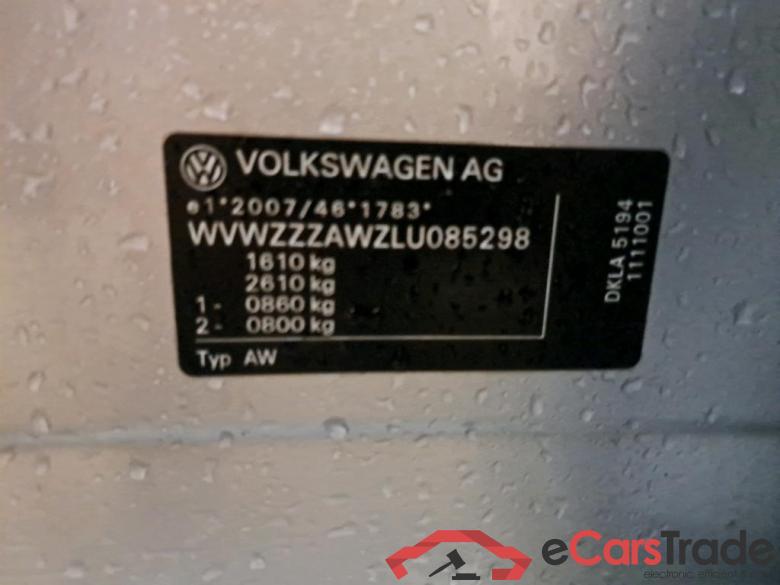 VOLKSWAGEN AG
e1*2007/46*1783*
WVWZZZAWZLU085298
1610 kg
2610 kg
1- 0860 kg
2- 0800 kg
Typ AW
DKLA 5194
1111001
eCarsTrade
electronic